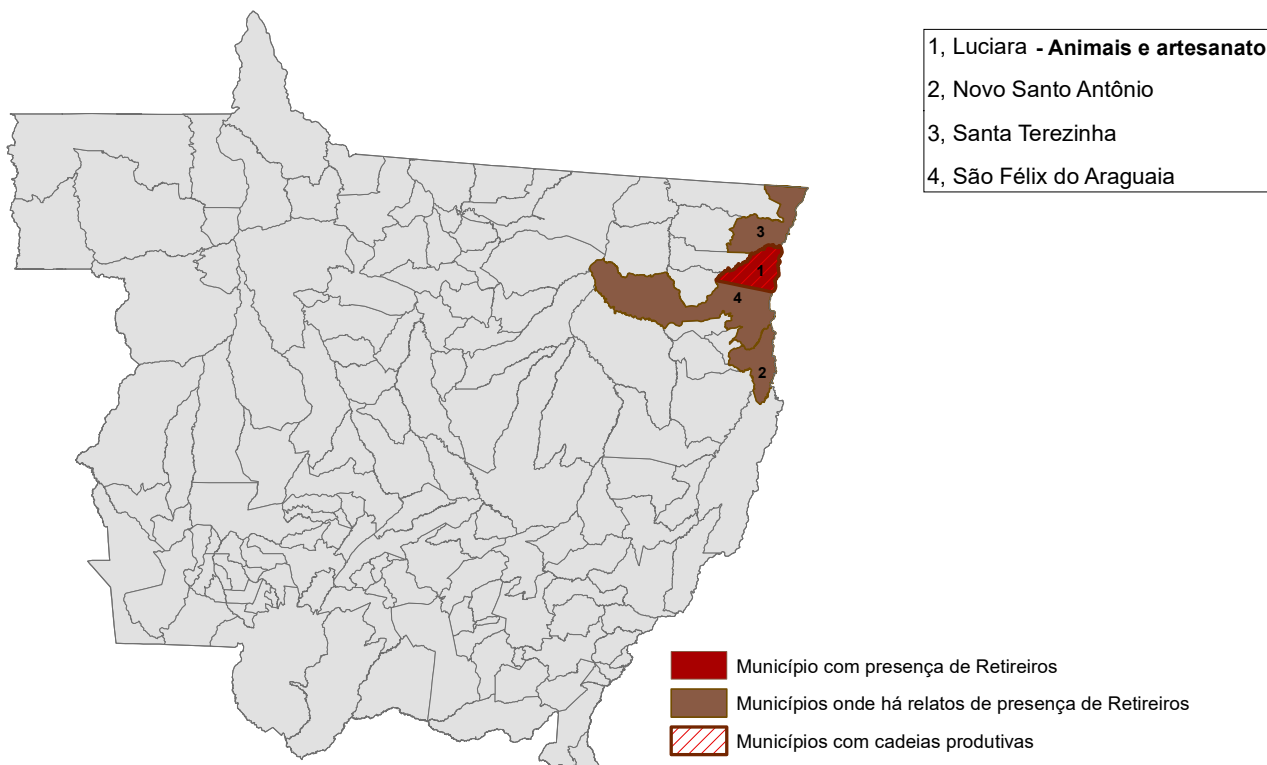 1, Luciara - Animais e artesanato
2, Novo Santo Antônio
3, Santa Terezinha
4, São Félix do Araguaia
3
1
4
2
Município com presença de Retireiros
Municípios onde há relatos de presença de Retireiros
Municípios com cadeias produtivas